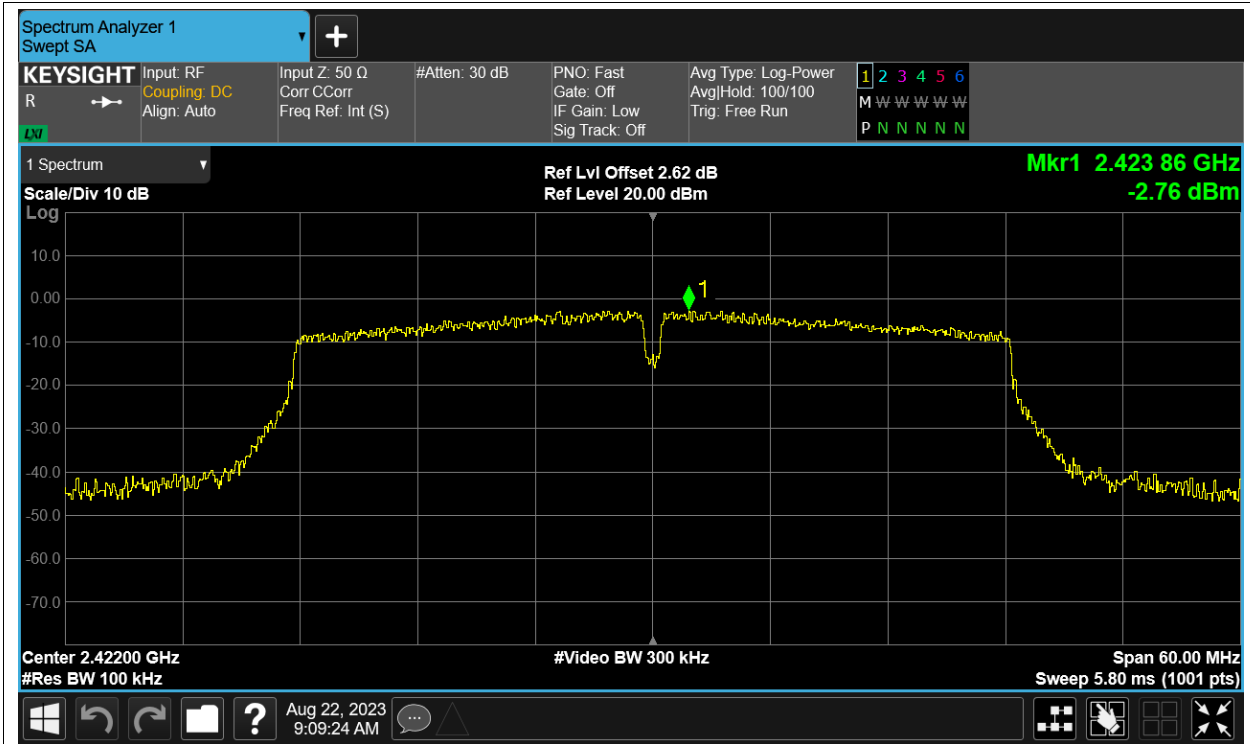 Spectrum Analyzer 1
Swept SA
+
KEYSIGHT
R
LXI
Input: RF
Coupling: DC
Align: Auto
Input Z: 50 Ω
Corr CCorr
Freq Ref: Int (S)
#Atten: 30 dB
PNO: Fast
Gate: Off
IF Gain: Low
Sig Track: Off
Avg Type: Log-Power
Avg|Hold: 100/100
Trig: Free Run
1 2 3 4 5 6
M W W W W W
P N N N N N
1 Spectrum
Scale/Div 10 dB
Log
Ref Lvl Offset 2.62 dB
Ref Level 20.00 dBm
Mkr1 2.423 86 GHz
-2.76 dBm
10.0
0.00
-10.0
-20.0
-30.0
-40.0
-50.0
-60.0
-70.0
1
Center 2.42200 GHz
#Res BW 100 kHz
#Video BW 300 kHz
Span 60.00 MHz
Sweep 5.80 ms (1001 pts)
?
Aug 22, 2023
9:09:24 AM